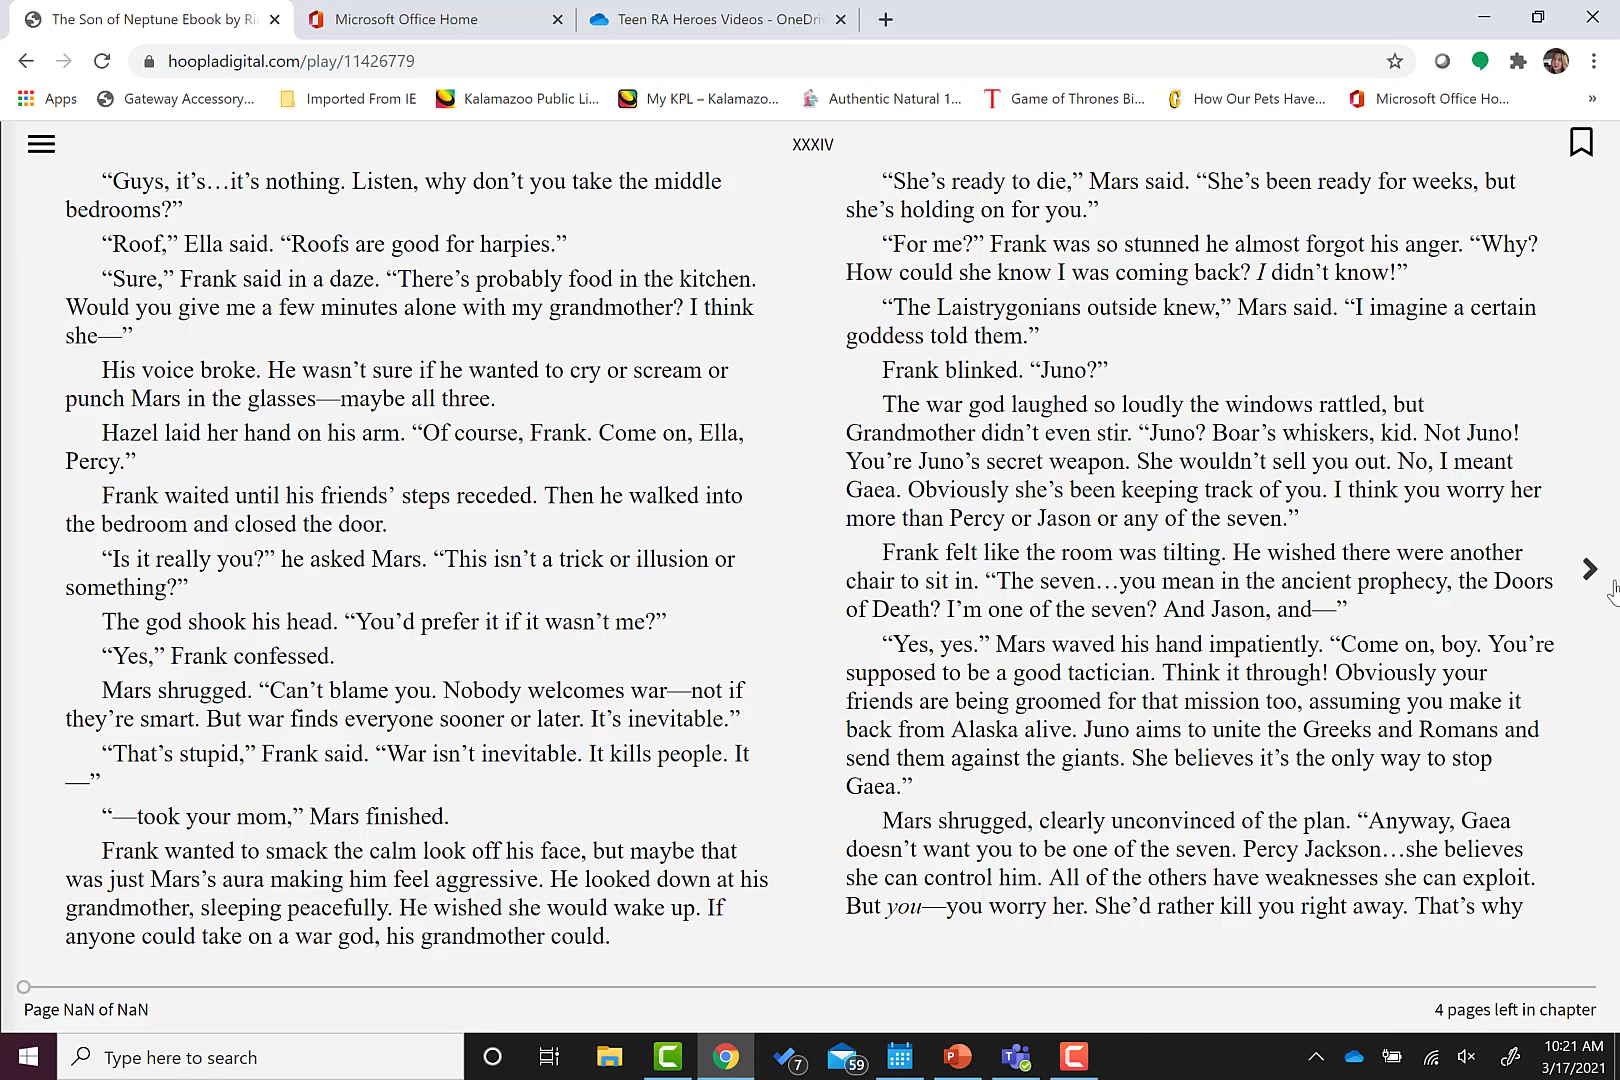 The Son of Neptune Ebook by Ri
Microsoft Office Home
Teen RA Heroes Videos - OneDri
hoopladigital.com/play/11426779
Apps
Gateway Accessory...
Imported From IE
Kalamazoo Public Li...
My KPL – Kalamazo...
Authentic Natural 1...
Game of Thrones Bi...
How Our Pets Have...
Microsoft Office Ho...
»
XXXIV
“Guys, it’s…it’s nothing. Listen, why don’t you take the middle
bedrooms?”
“Roof,” Ella said. “Roofs are good for harpies.”
“Sure,” Frank said in a daze. “There’s probably food in the kitchen.
Would you give me a few minutes alone with my grandmother? I think
she—”
His voice broke. He wasn’t sure if he wanted to cry or scream or
punch Mars in the glasses—maybe all three.
Hazel laid her hand on his arm. “Of course, Frank. Come on, Ella,
Percy.”
Frank waited until his friends’ steps receded. Then he walked into
the bedroom and closed the door.
“Is it really you?” he asked Mars. “This isn’t a trick or illusion or
something?”
The god shook his head. “You’d prefer it if it wasn’t me?”
“Yes,” Frank confessed.
Mars shrugged. “Can’t blame you. Nobody welcomes war—not if
they’re smart. But war finds everyone sooner or later. It’s inevitable.”
“That’s stupid,” Frank said. “War isn’t inevitable. It kills people. It
—”
“—took your mom,” Mars finished.
Frank wanted to smack the calm look off his face, but maybe that
was just Mars’s aura making him feel aggressive. He looked down at his
grandmother, sleeping peacefully. He wished she would wake up. If
anyone could take on a war god, his grandmother could.
“She’s ready to die,” Mars said. “She’s been ready for weeks, but
she’s holding on for you.”
“For me?” Frank was so stunned he almost forgot his anger. “Why?
How could she know I was coming back? I didn’t know!”
“The Laistrygonians outside knew,” Mars said. “I imagine a certain
goddess told them.”
Frank blinked. “Juno?”
The war god laughed so loudly the windows rattled, but
Grandmother didn’t even stir. “Juno? Boar’s whiskers, kid. Not Juno!
You’re Juno’s secret weapon. She wouldn’t sell you out. No, I meant
Gaea. Obviously she’s been keeping track of you. I think you worry her
more than Percy or Jason or any of the seven.”
Frank felt like the room was tilting. He wished there were another
chair to sit in. “The seven…you mean in the ancient prophecy, the Doors
of Death? I’m one of the seven? And Jason, and—”
“Yes, yes.” Mars waved his hand impatiently. “Come on, boy. You’re
supposed to be a good tactician. Think it through! Obviously your
friends are being groomed for that mission too, assuming you make it
back from Alaska alive. Juno aims to unite the Greeks and Romans and
send them against the giants. She believes it’s the only way to stop
Gaea.”
Mars shrugged, clearly unconvinced of the plan. “Anyway, Gaea
doesn’t want you to be one of the seven. Percy Jackson…she believes
she can control him. All of the others have weaknesses she can exploit.
But you—you worry her. She’d rather kill you right away. That’s why
Page NaN of NaN
4 pages left in chapter
Type here to search
7
59
10:21 AM
3/17/2021